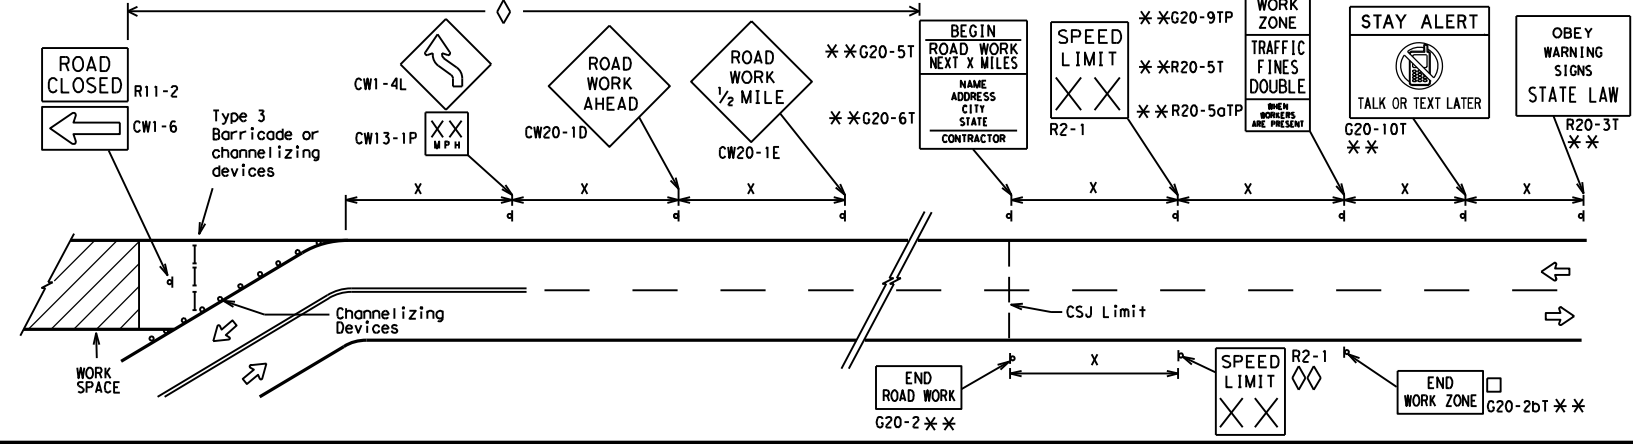 ROAD
CLOSED
R11-2
CW1-6
Type 3
Barricade or
channelizing
devices
CW1-4L
XX
MPH
CW13-1P
ROAD
WORK
AHEAD
CW20-1D
ROAD
WORK
1/2 MILE
CW20-1E
**G20-5T
BEGIN
ROAD WORK
NEXT X MILES
**G20-6T
NAME
ADDRESS
CITY
STATE
CONTRACTOR
SPEED
LIMIT
XX
R2-1
**G20-9TP
WORK
ZONE
**R20-5T
TRAFFIC
FINES
DOUBLE
**R20-5aTP
WHEN
WORKERS
ARE PRESENT
STAY ALERT
TALK OR TEXT LATER
G20-10T
**
OBEY
WARNING
SIGNS
STATE LAW
R20-3T
**
X
X
X
X
X
X
X
Channelizing
Devices
CSJ Limit
WORK
SPACE
END
ROAD WORK
G20-2**
X
SPEED
LIMIT
XX
R2-1
END
WORK ZONE
G20-2bT**